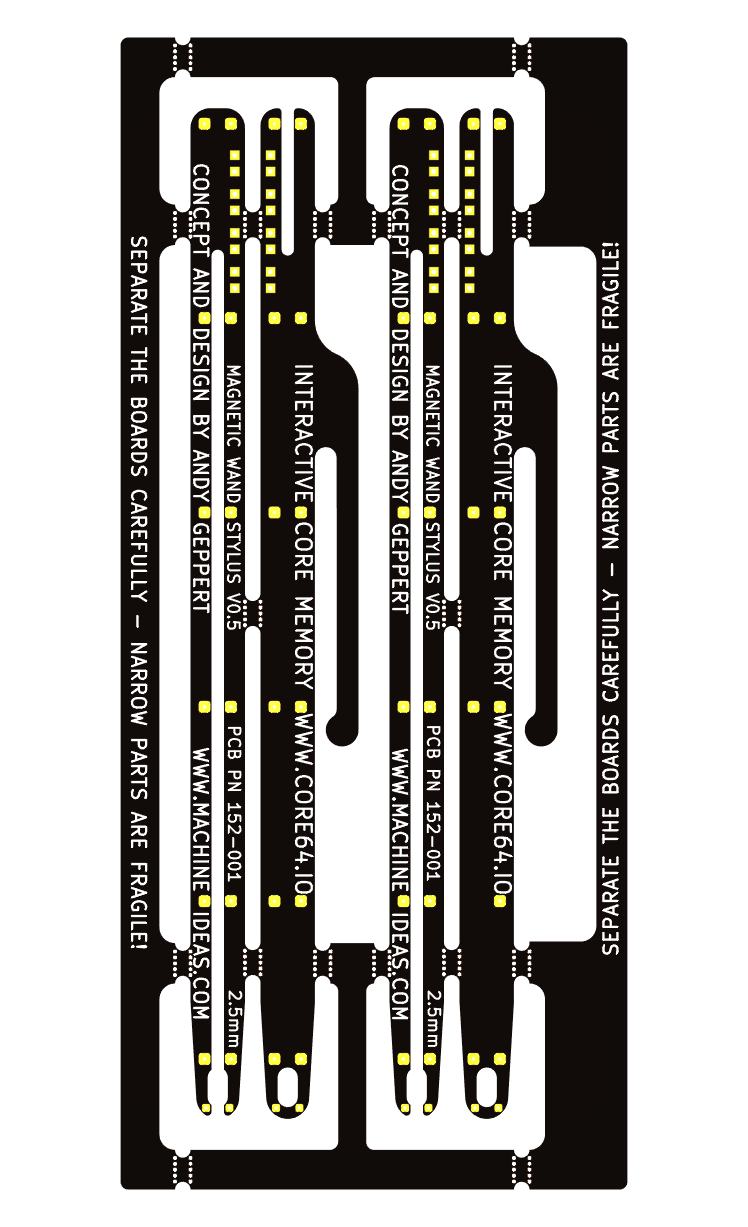 SEPARATE THE BOARDS CAREFULLY – NARROW PARTS ARE FRAGILE!
CONCEPT AND DESIGN BY ANDY GEPPERT WWW.MACHINE IDEAS.COM
MAGNETIC WAND STYLUS V0.5 PCB PN 152–001 2.5mm
INTERACTIVE CORE MEMORY WWW.CORE64.IO
CONCEPT AND DESIGN BY ANDY GEPPERT WWW.MACHINE IDEAS.COM
MAGNETIC WAND STYLUS V0.5 PCB PN 152–001 2.5mm
INTERACTIVE CORE MEMORY WWW.CORE64.IO
SEPARATE THE BOARDS CAREFULLY – NARROW PARTS ARE FRAGILE!